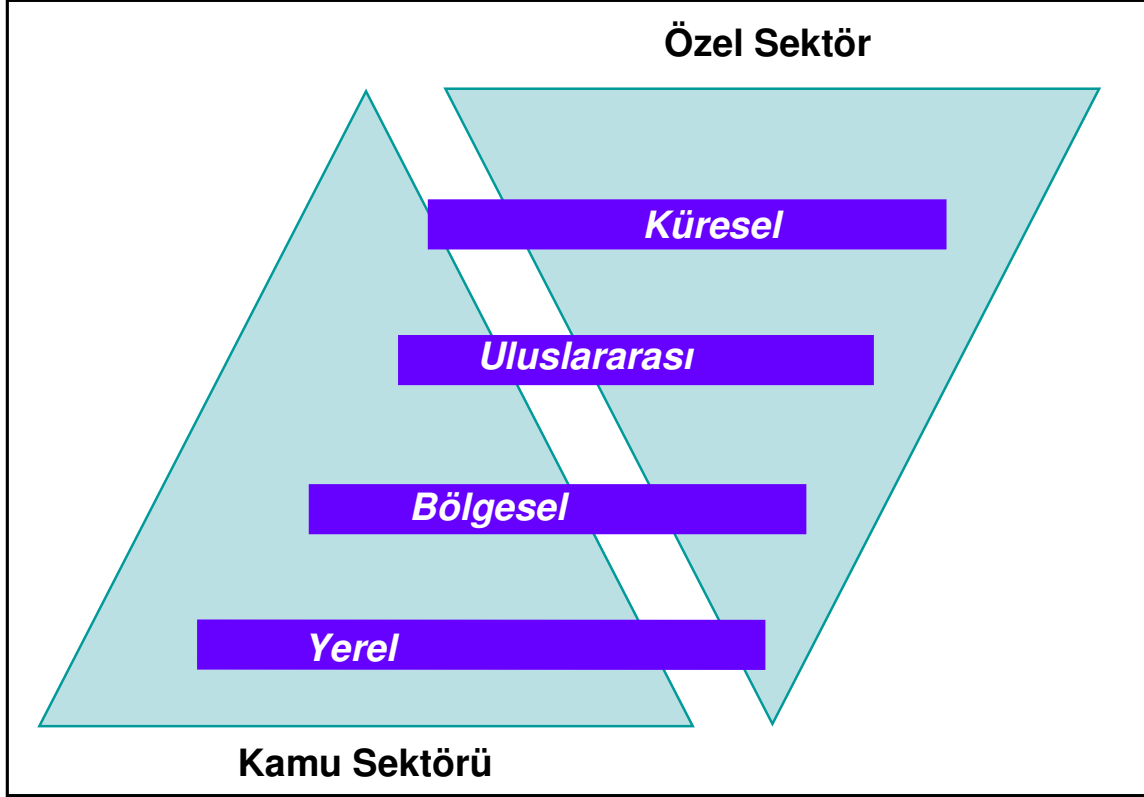 Özel Sektör
Küresel
Uluslararası
Bölgesel
Yerel
Kamu Sektörü